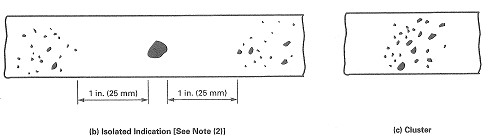 1 in. (25 mm) 1 in. (25 mm)
(b) Isolated Indication [See Note (2)] (c) Cluster